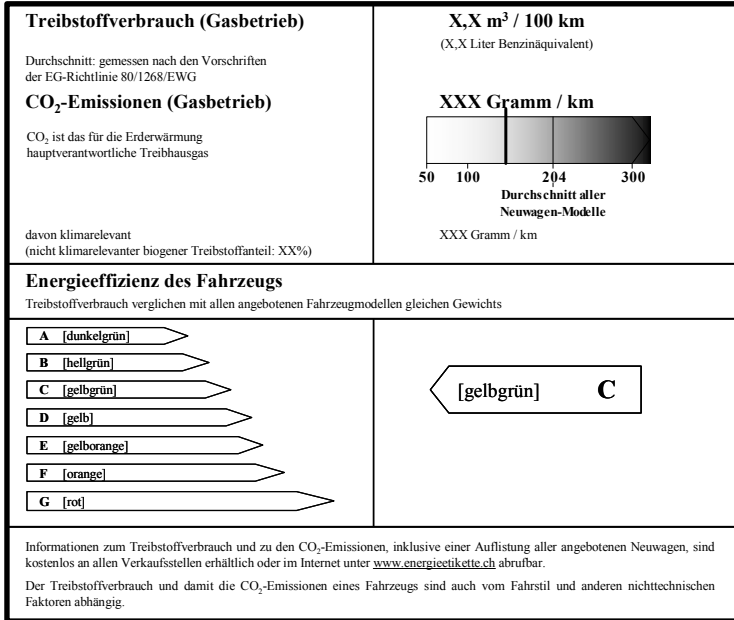 Treibstoffverbrauch (Gasbetrieb)
X,X m³ / 100 km
(X,X Liter Benzinäquivalent)
Durchschnitt: gemessen nach den Vorschriften
der EG-Richtlinie 80/1268/EWG
CO₂-Emissionen (Gasbetrieb)
XXX Gramm / km
CO₂ ist das für die Erderwärmung
hauptverantwortliche Treibhausgas
50 100 204 300
Durchschnitt aller
Neuwagen-Modelle
davon klimarelevant
(nicht klimarelevanter biogener Treibstoffanteil: XX%)
XXX Gramm / km
Energieeffizienz des Fahrzeugs
Treibstoffverbrauch verglichen mit allen angebotenen Fahrzeugmodellen gleichen Gewichts
A [dunkelgrün]
B [hellgrün]
C [gelbgrün]
D [gelb]
E [gelborange]
F [orange]
G [rot]
[gelbgrün] C
Informationen zum Treibstoffverbrauch und zu den CO₂-Emissionen, inklusive einer Auflistung aller angebotenen Neuwagen, sind
kostenlos an allen Verkaufsstellen erhältlich oder im Internet unter www.energieetikette.ch abrufbar.
Der Treibstoffverbrauch und damit die CO₂-Emissionen eines Fahrzeugs sind auch vom Fahrstil und anderen nichttechnischen
Faktoren abhängig.